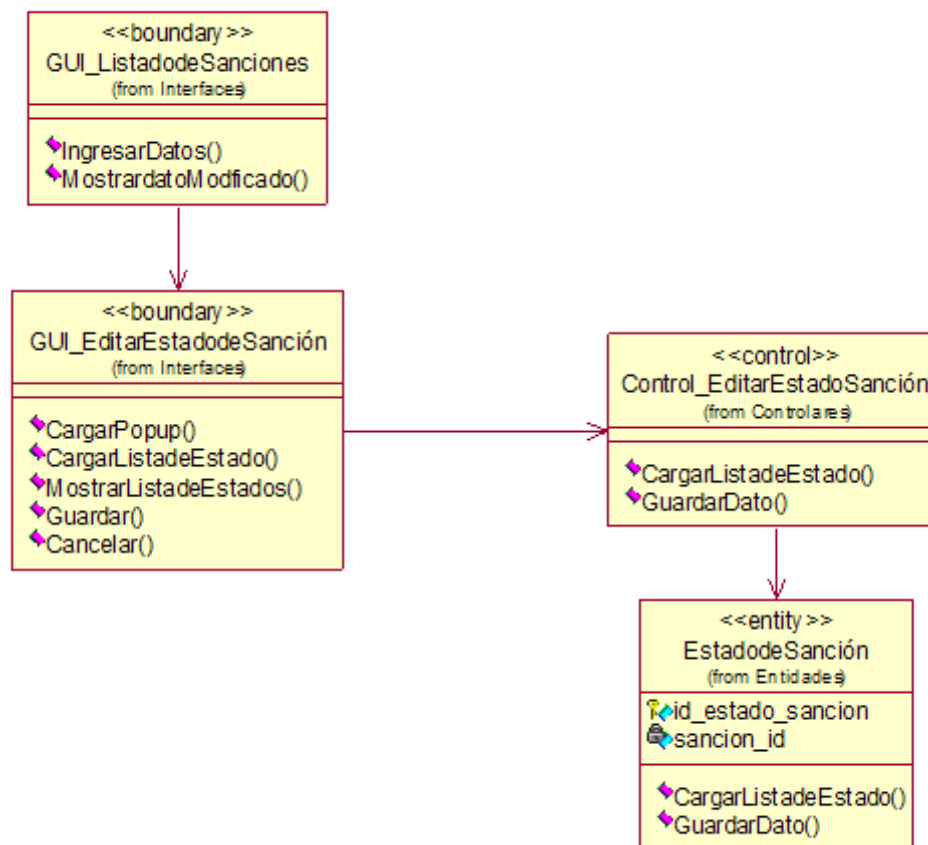 <<boundary>>
GUI_ListadodeSanciones
(from Interfaces)
IngresarDatos()
MostrardatoModficado()
<<boundary>>
GUI_EditarEstadodeSanción
(from Interfaces)
CargarPopup()
CargarListadeEstado()
MostrarListadeEstados()
Guardar()
Cancelar()
<<control>>
Control_EditarEstadoSanción
(from Controlares)
CargarListadeEstado()
GuardarDato()
<<entity>>
EstadodeSanción
(from Entidades)
id_estado_sancion
sancion_id
CargarListadeEstado()
GuardarDato()